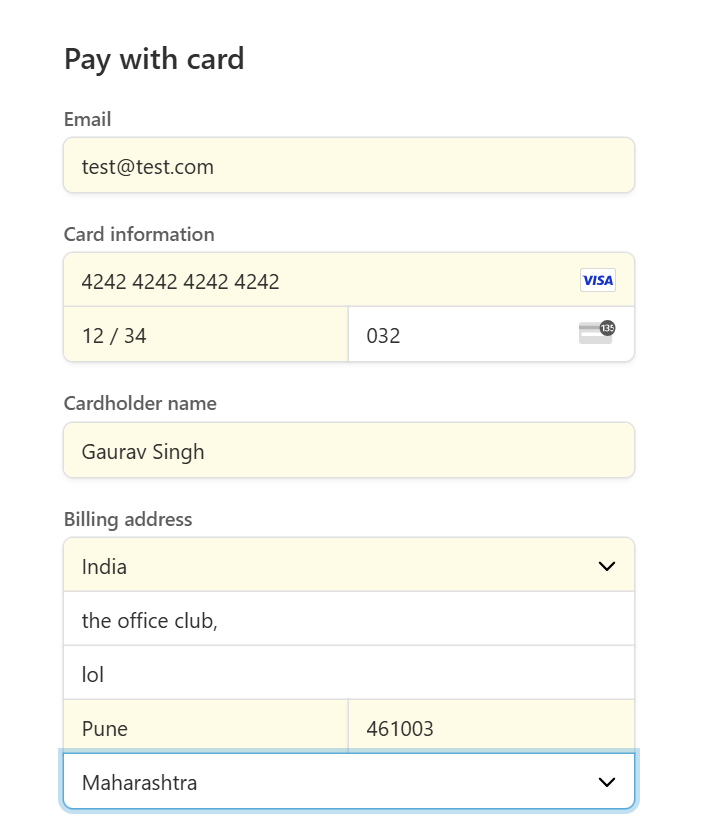 Pay with card
Email
test@test.com
Card information
4242 4242 4242 4242 VISA
12 / 34 032 135
Cardholder name
Gaurav Singh
Billing address
India
the office club,
lol
Pune 461003
Maharashtra